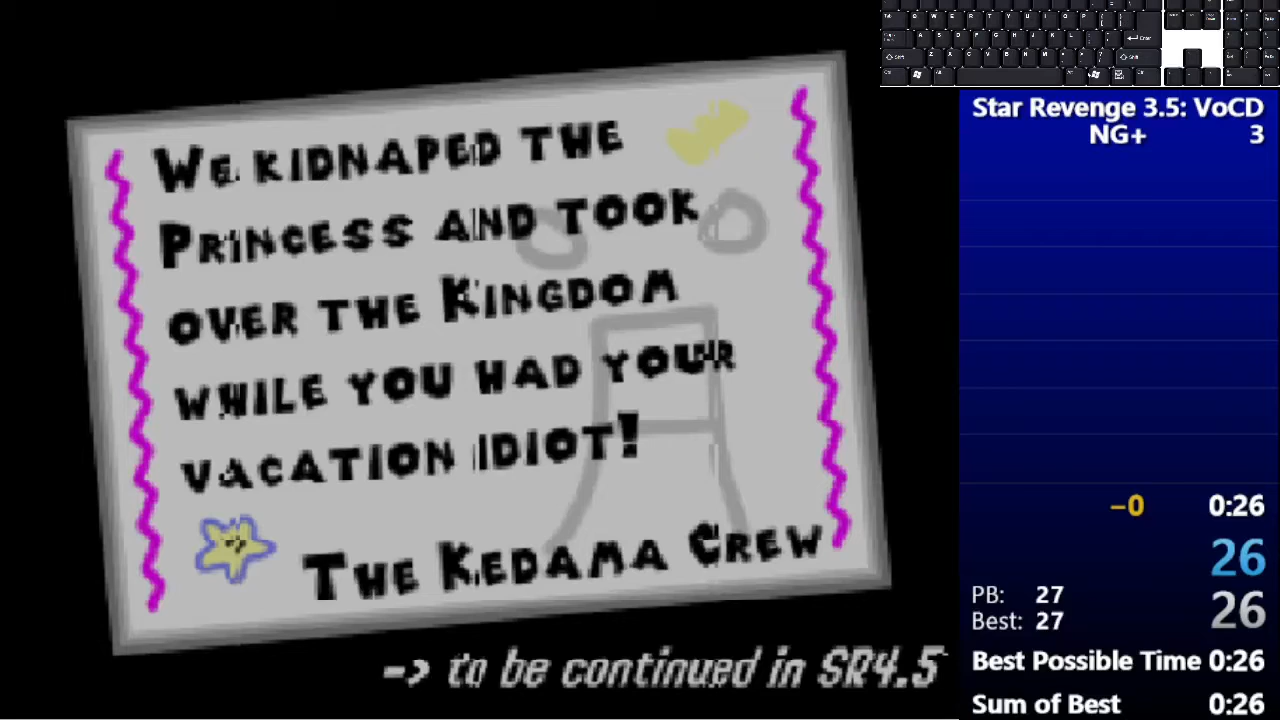 We kidnaped the
Princess and took
over the Kingdom
while you had your
vacation idiot!
The Kedama Crew
-> to be continued in SR4.5
Star Revenge 3.5: VoCD
NG+ 3
-0 0:26
26
PB: 27
Best: 27
26
Best Possible Time 0:26
Sum of Best 0:26